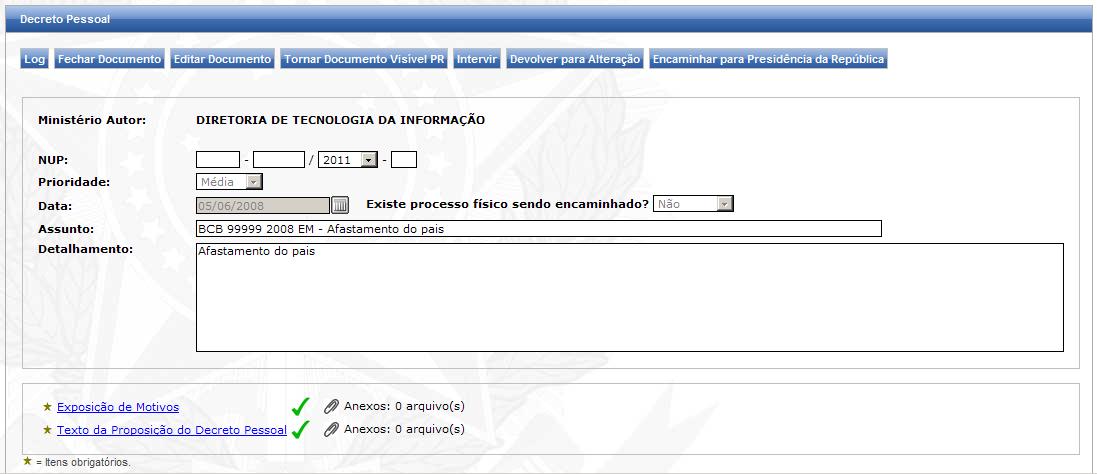 Decreto Pessoal
Log Fechar Documento Editar Documento Tornar Documento Visível PR Intervir Devolver para Alteração Encaminhar para Presidência da República
Ministério Autor: DIRETORIA DE TECNOLOGIA DA INFORMAÇÃO
NUP: - / 2011 -
Prioridade: Média
Data: 05/06/2008 Existe processo físico sendo encaminhado? Não
Assunto: BCB 99999 2008 EM - Afastamento do pais
Detalhamento: Afastamento do pais
★ Exposição de Motivos Anexos: 0 arquivo(s)
★ Texto da Proposição do Decreto Pessoal Anexos: 0 arquivo(s)
★ = Itens obrigatórios.